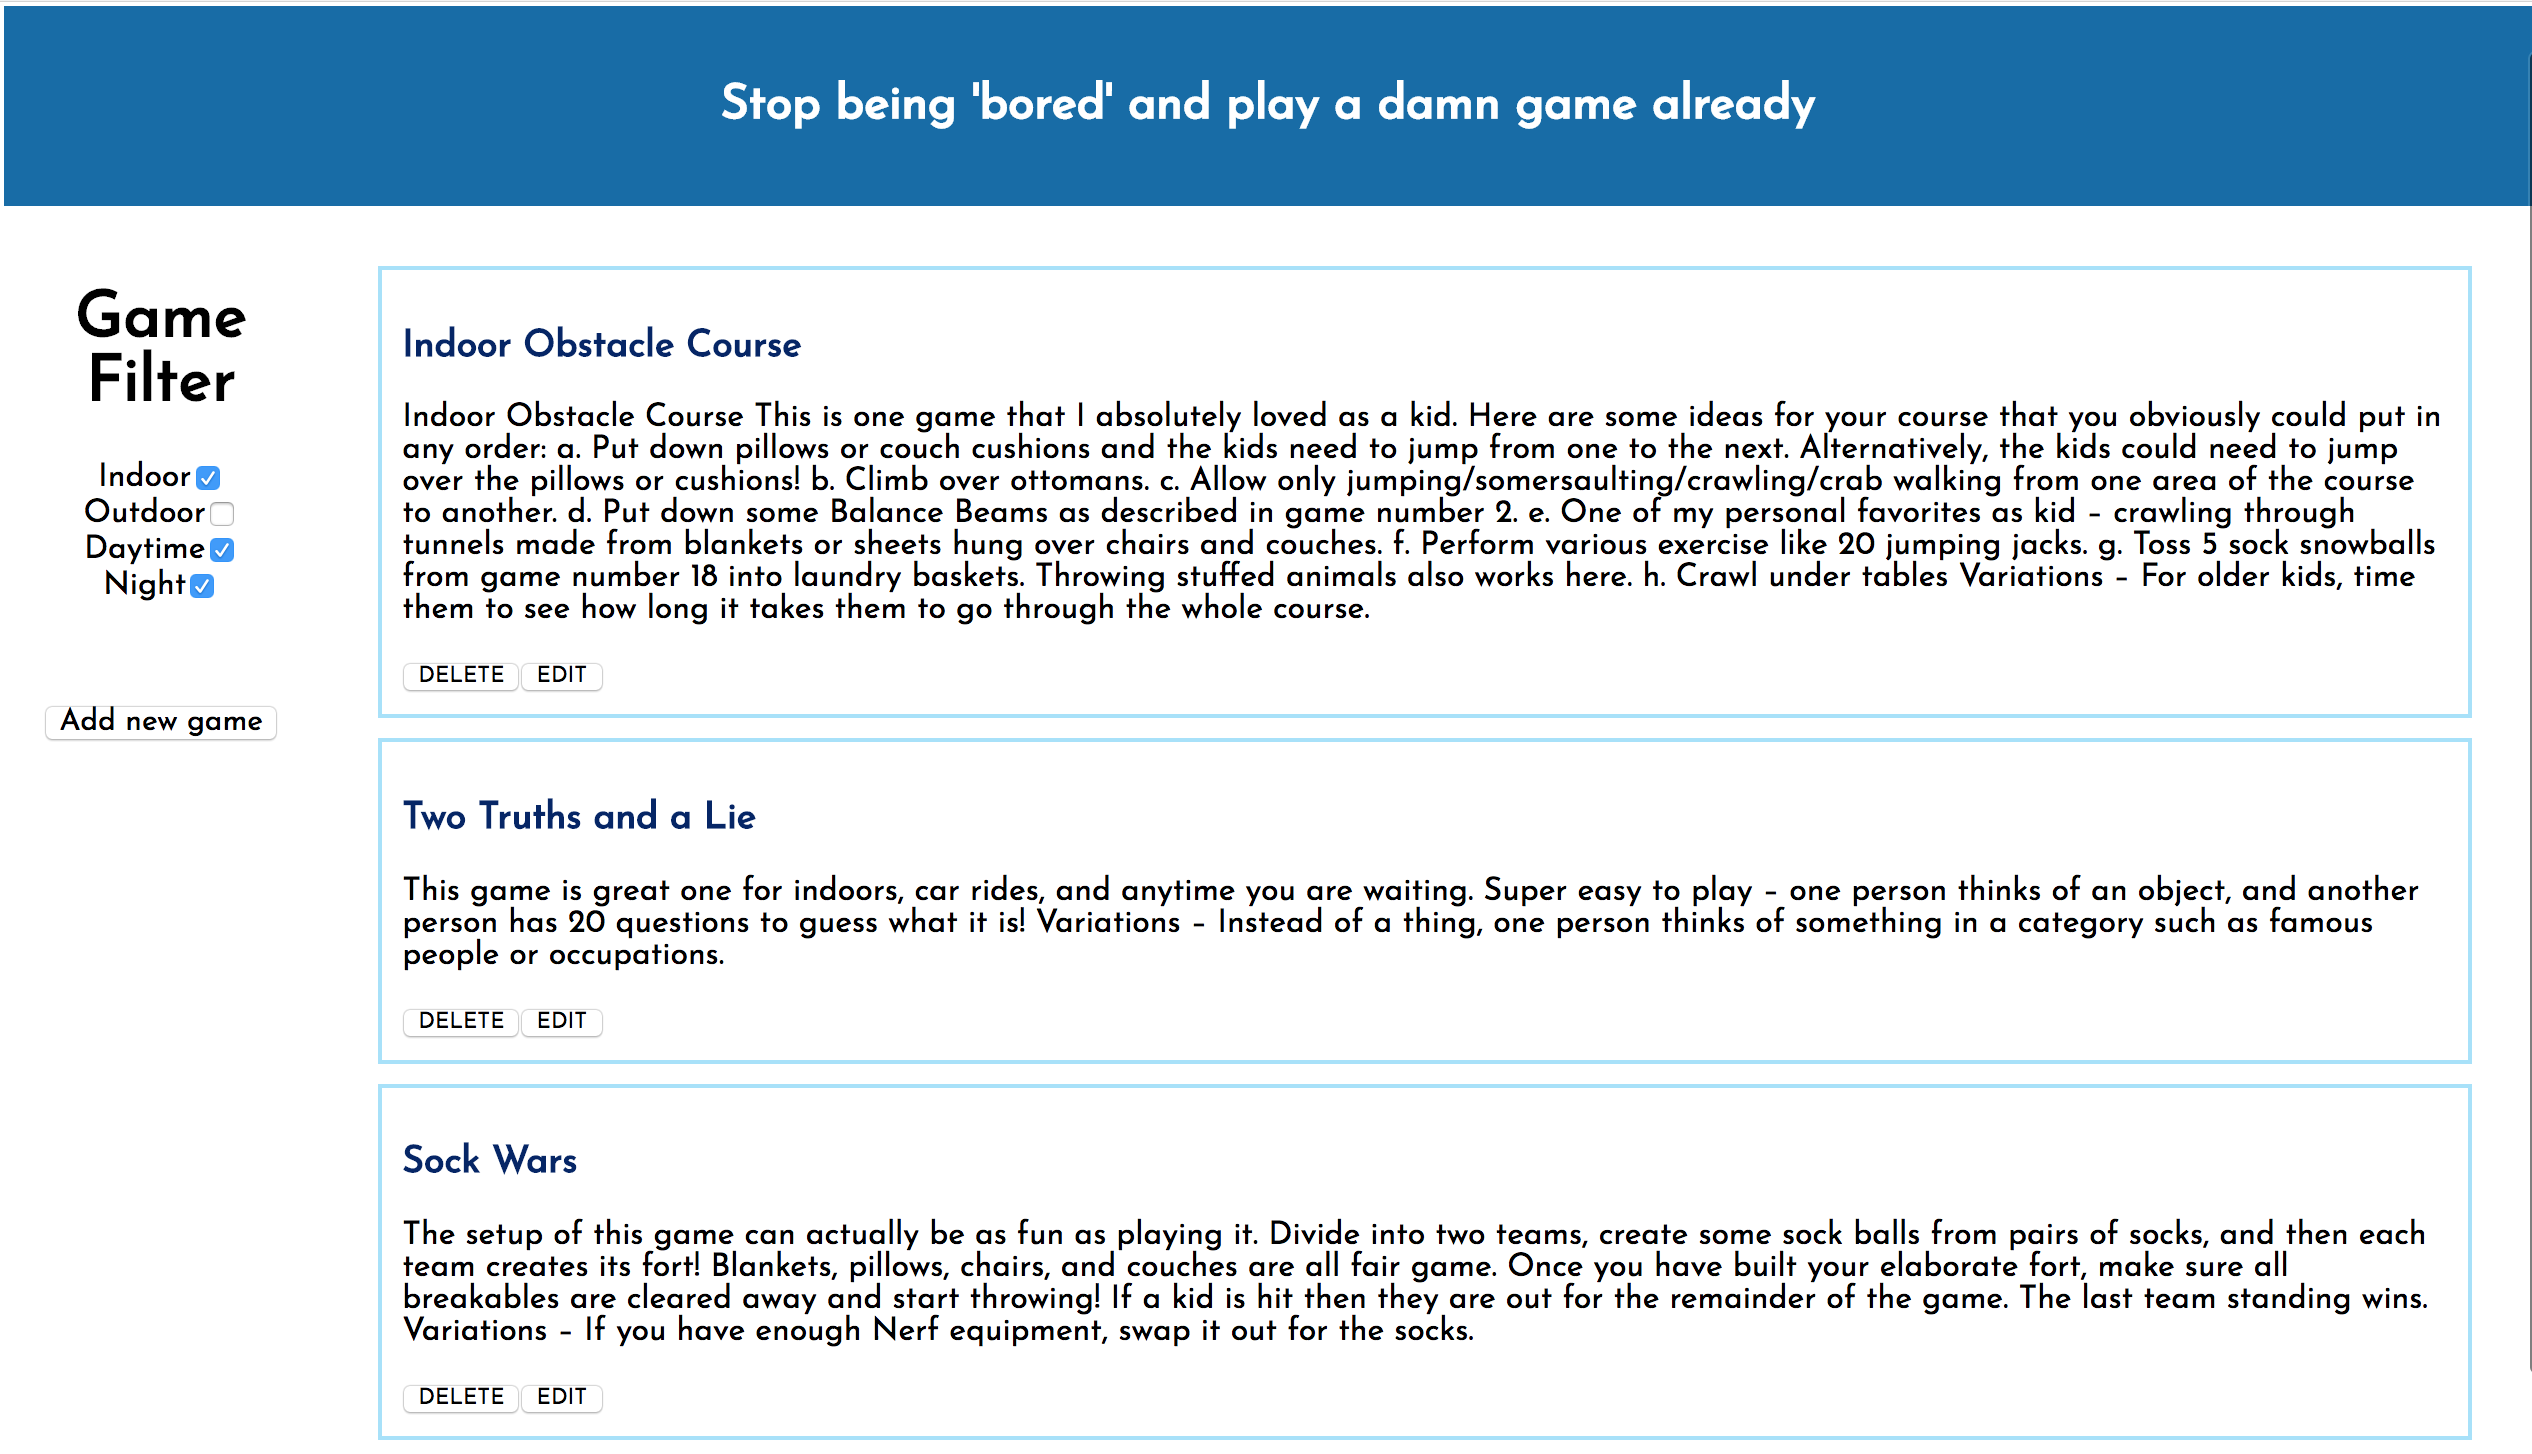 Stop being 'bored' and play a damn game already
Game
Filter
Indoor
Outdoor
Daytime
Night
Add new game
Indoor Obstacle Course
Indoor Obstacle Course This is one game that I absolutely loved as a kid. Here are some ideas for your course that you obviously could put in
any order: a. Put down pillows or couch cushions and the kids need to jump from one to the next. Alternatively, the kids could need to jump
over the pillows or cushions! b. Climb over ottomans. c. Allow only jumping/somersaulting/crawling/crab walking from one area of the course
to another. d. Put down some Balance Beams as described in game number 2. e. One of my personal favorites as kid – crawling through
tunnels made from blankets or sheets hung over chairs and couches. f. Perform various exercise like 20 jumping jacks. g. Toss 5 sock snowballs
from game number 18 into laundry baskets. Throwing stuffed animals also works here. h. Crawl under tables Variations – For older kids, time
them to see how long it takes them to go through the whole course.
DELETE EDIT
Two Truths and a Lie
This game is great one for indoors, car rides, and anytime you are waiting. Super easy to play – one person thinks of an object, and another
person has 20 questions to guess what it is! Variations – Instead of a thing, one person thinks of something in a category such as famous
people or occupations.
DELETE EDIT
Sock Wars
The setup of this game can actually be as fun as playing it. Divide into two teams, create some sock balls from pairs of socks, and then each
team creates its fort! Blankets, pillows, chairs, and couches are all fair game. Once you have built your elaborate fort, make sure all
breakables are cleared away and start throwing! If a kid is hit then they are out for the remainder of the game. The last team standing wins.
Variations – If you have enough Nerf equipment, swap it out for the socks.
DELETE EDIT